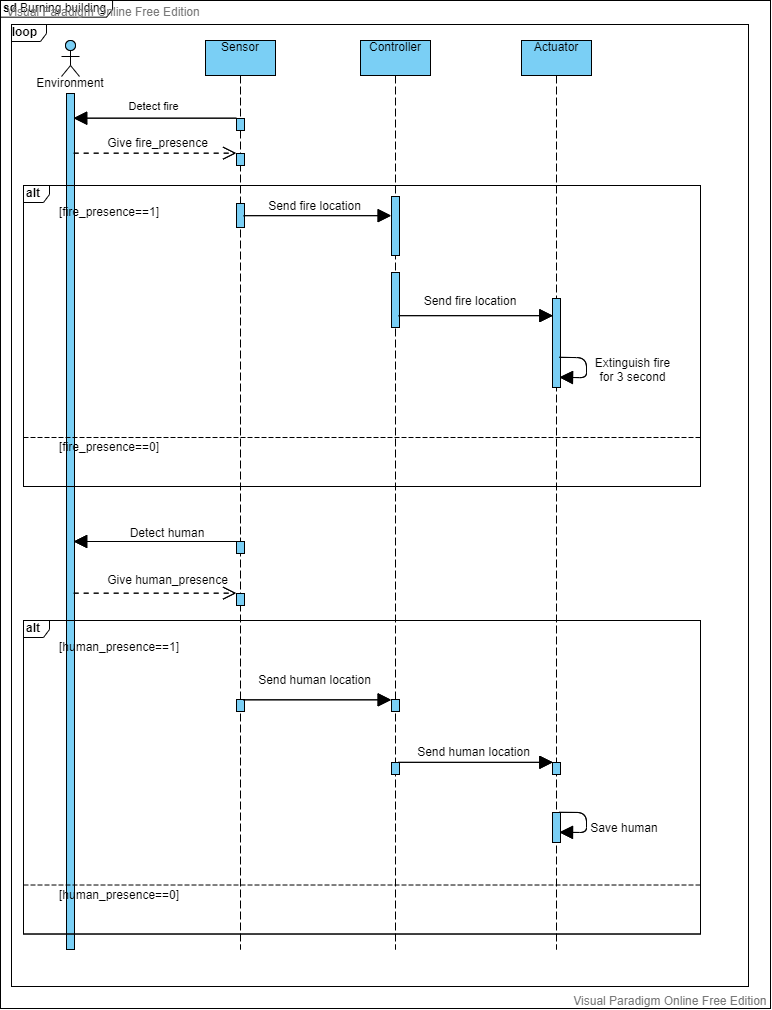 sd Burning building
Visual Paradigm Online Free Edition
loop
Sensor
Controller
Actuator
Environment
Detect fire
Give fire_presence
alt
[fire_presence==1]
Send fire location
Send fire location
Extinguish fire
for 3 second
[fire_presence==0]
Detect human
Give human_presence
alt
[human_presence==1]
Send human location
Send human location
Save human
[human_presence==0]
Visual Paradigm Online Free Edition